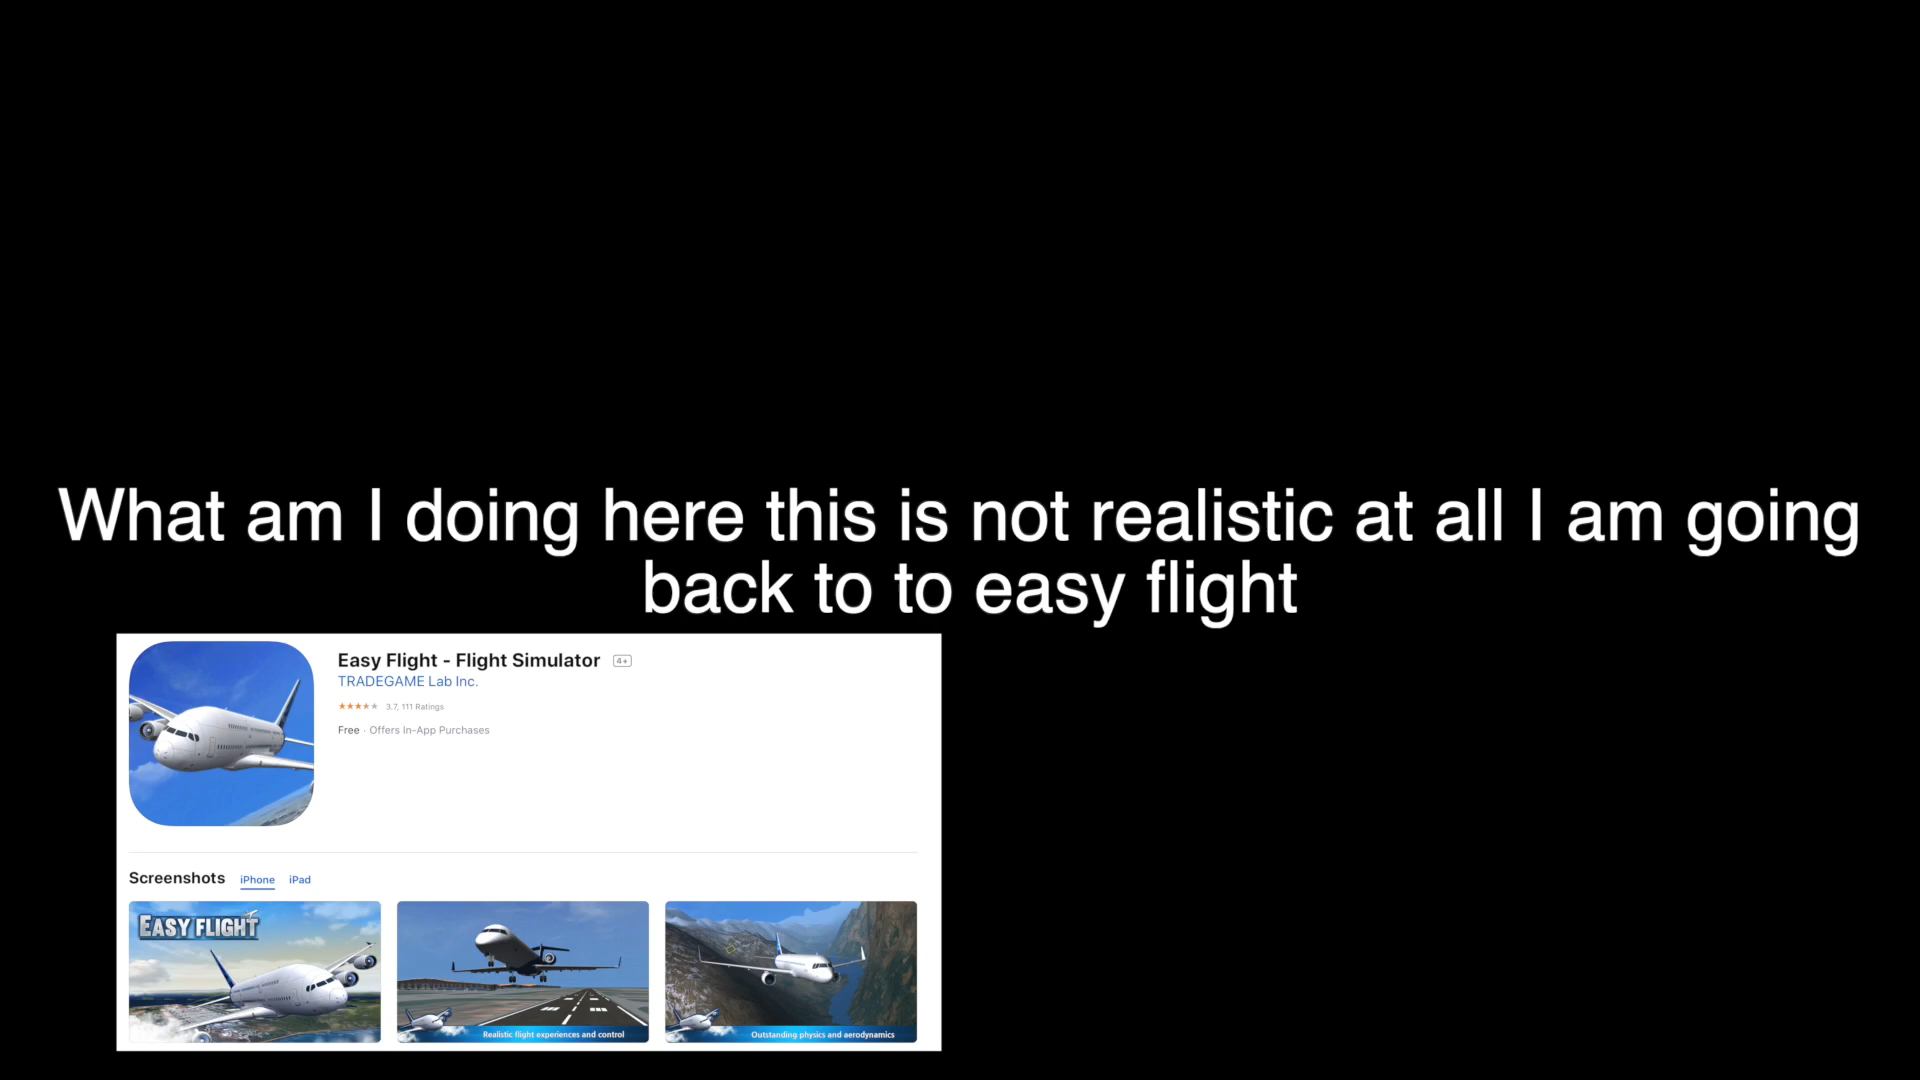 What am I doing here this is not realistic at all I am going
back to to easy flight
Easy Flight - Flight Simulator 4+
TRADEGAME Lab Inc.
3.7, 111 Ratings
Free · Offers In-App Purchases
Screenshots iPhone iPad
EASY FLIGHT
Realistic flight experiences and control
Outstanding physics and aerodynamics